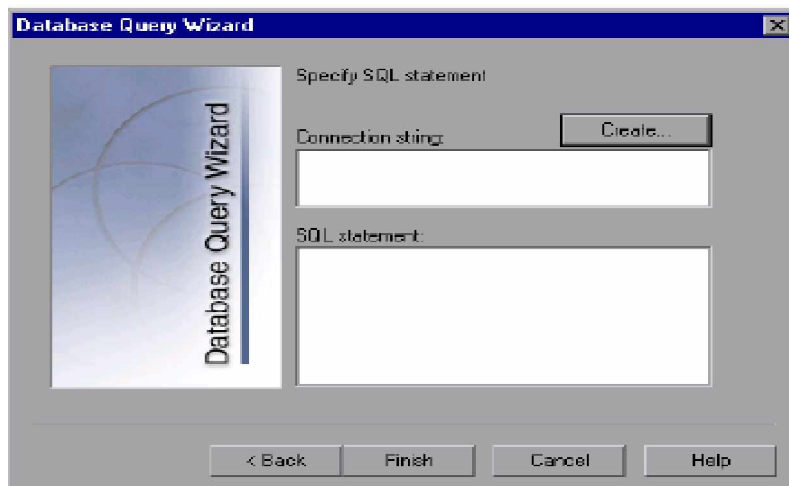 Database Query Wizard
Database Query Wizard
Specify SQL statement
Connection string:
Create...
SQL statement:
< Back
Finish
Cancel
Help